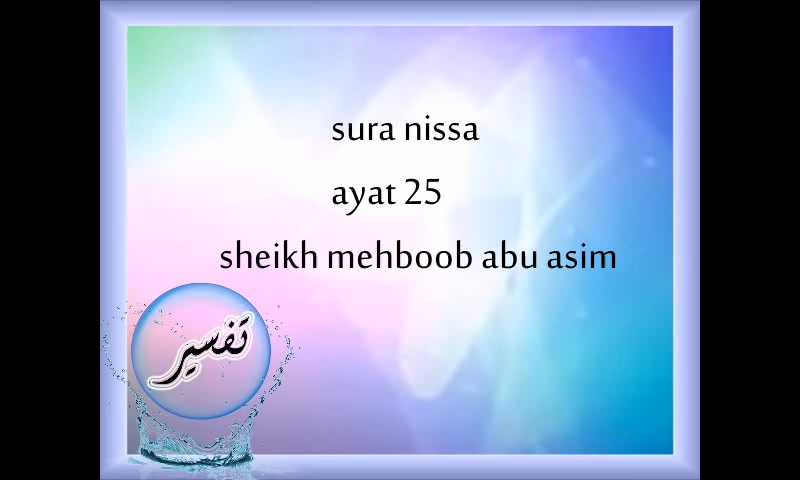 sura nissa
ayat 25
sheikh mehboob abu asim
تفسير